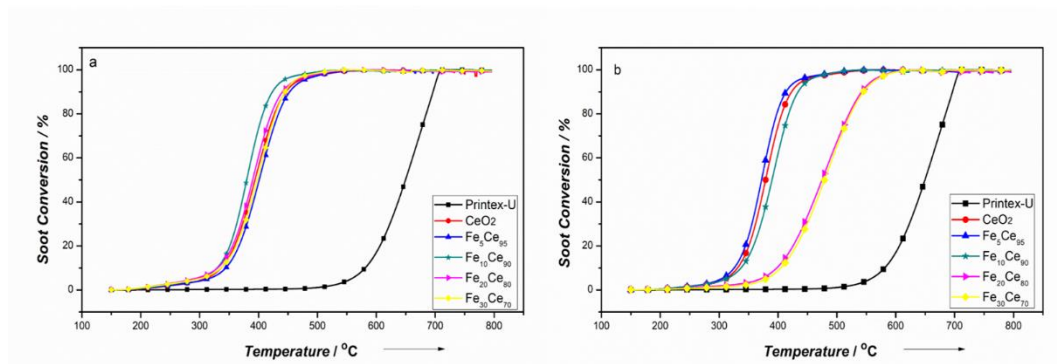 a
Soot Conversion / %
100
80
60
40
20
0
Printex-U
CeO2
Fe5Ce95
Fe10Ce90
Fe20Ce80
Fe30Ce70
100 200 300 400 500 600 700 800
Temperature / °C
b
Soot Conversion / %
100
80
60
40
20
0
Printex-U
CeO2
Fe5Ce95
Fe10Ce90
Fe20Ce80
Fe30Ce70
100 200 300 400 500 600 700 800
Temperature / °C